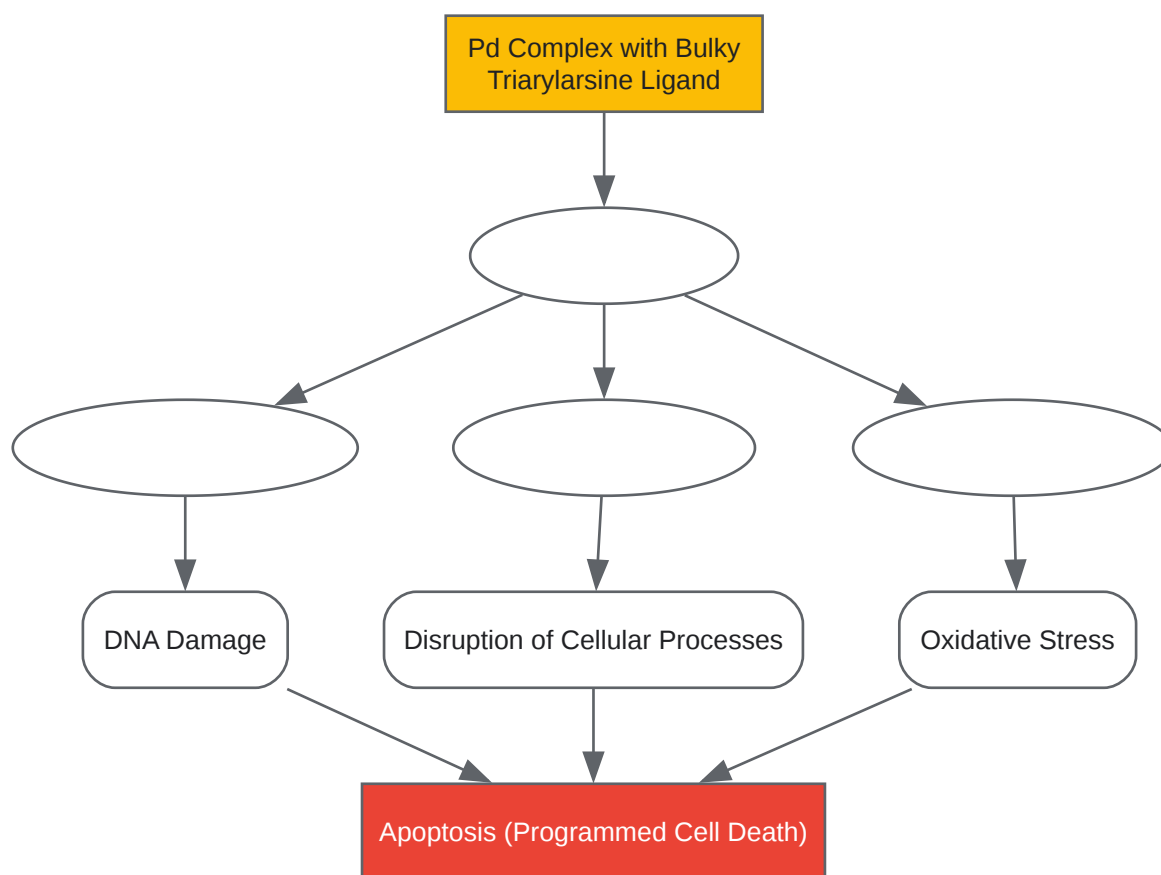 Pd Complex with Bulky
Triarylarsine Ligand
DNA Damage
Disruption of Cellular Processes
Oxidative Stress
Apoptosis (Programmed Cell Death)